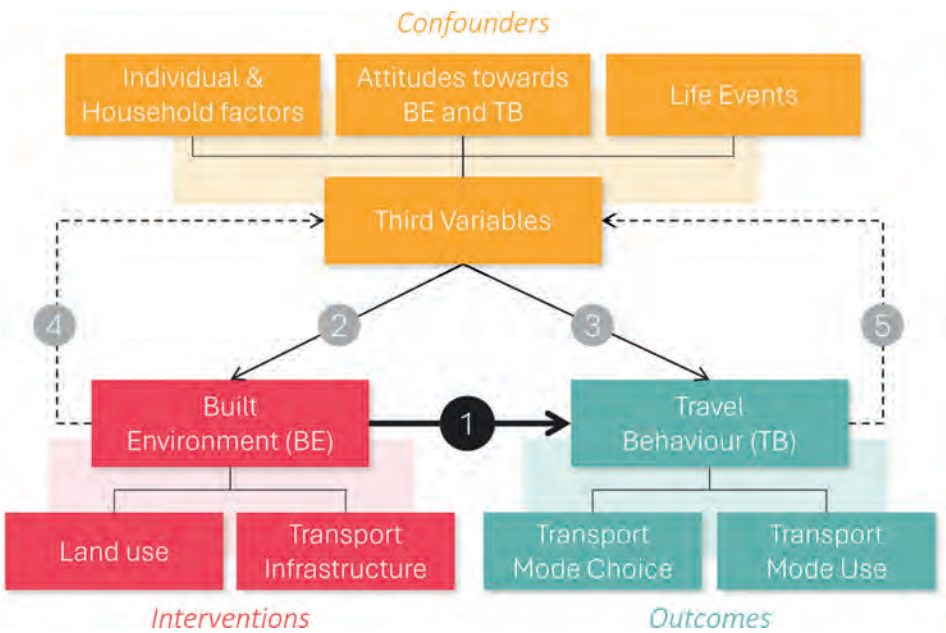 Confounders
Individual &
Household factors
Attitudes towards
BE and TB
Life Events
Third Variables
4
2
3
5
Built
Environment (BE)
1
Travel
Behaviour (TB)
Land use
Transport
Infrastructure
Transport
Mode Choice
Transport
Mode Use
Interventions
Outcomes